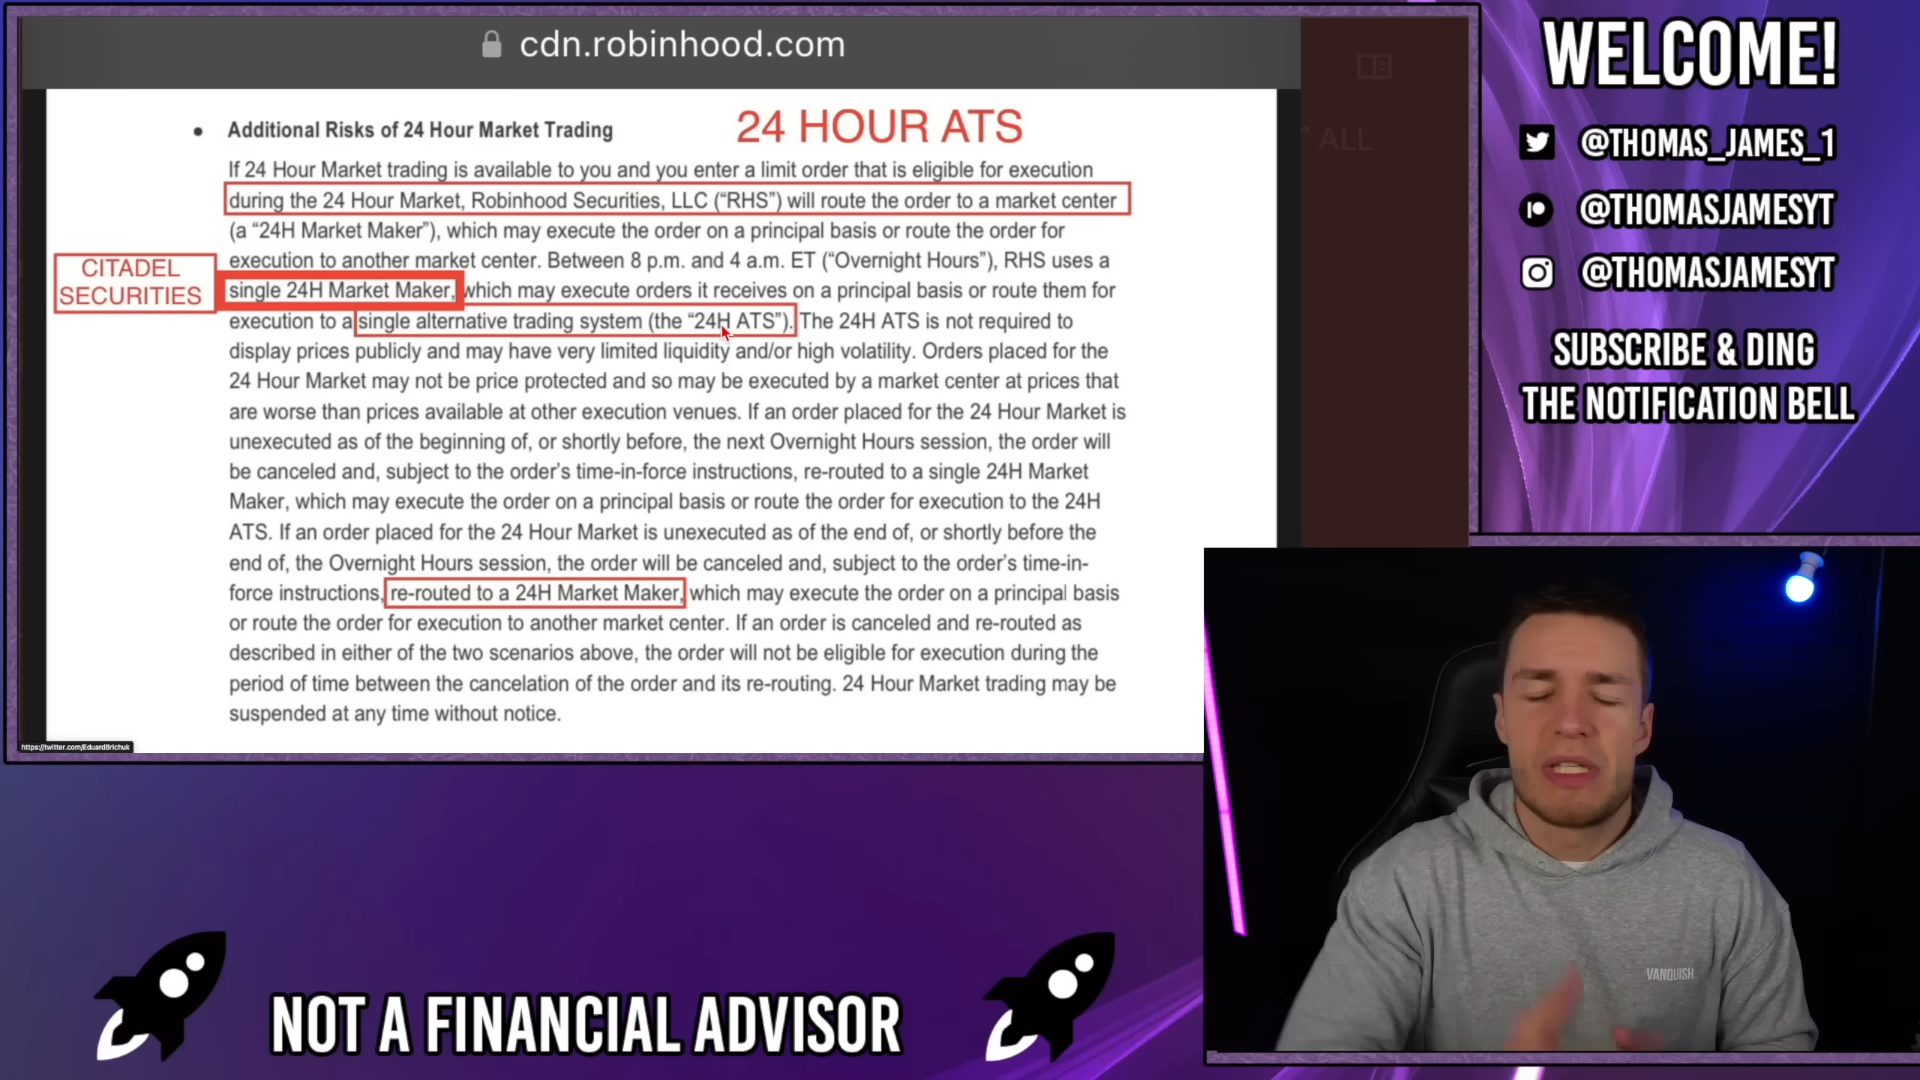 cdn.robinhood.com
24 HOUR ATS
• Additional Risks of 24 Hour Market Trading
If 24 Hour Market trading is available to you and you enter a limit order that is eligible for execution
during the 24 Hour Market, Robinhood Securities, LLC (“RHS”) will route the order to a market center
(a “24H Market Maker”), which may execute the order on a principal basis or route the order for
execution to another market center. Between 8 p.m. and 4 a.m. ET (“Overnight Hours”), RHS uses a
single 24H Market Maker, which may execute orders it receives on a principal basis or route them for
execution to a single alternative trading system (the “24H ATS”). The 24H ATS is not required to
display prices publicly and may have very limited liquidity and/or high volatility. Orders placed for the
24 Hour Market may not be price protected and so may be executed by a market center at prices that
are worse than prices available at other execution venues. If an order placed for the 24 Hour Market is
unexecuted as of the beginning of, or shortly before, the next Overnight Hours session, the order will
be canceled and, subject to the order’s time-in-force instructions, re-routed to a single 24H Market
Maker, which may execute the order on a principal basis or route the order for execution to the 24H
ATS. If an order placed for the 24 Hour Market is unexecuted as of the end of, or shortly before the
end of, the Overnight Hours session, the order will be canceled and, subject to the order’s time-in-
force instructions, re-routed to a 24H Market Maker, which may execute the order on a principal basis
or route the order for execution to another market center. If an order is canceled and re-routed as
described in either of the two scenarios above, the order will not be eligible for execution during the
period of time between the cancelation of the order and its re-routing. 24 Hour Market trading may be
suspended at any time without notice.
CITADEL
SECURITIES
ALL
https://twitter.com/EduardBrichuk
WELCOME!
@THOMAS_JAMES_1
@THOMASJAMESYT
@THOMASJAMESYT
SUBSCRIBE & DING
THE NOTIFICATION BELL
VANQUISH
NOT A FINANCIAL ADVISOR